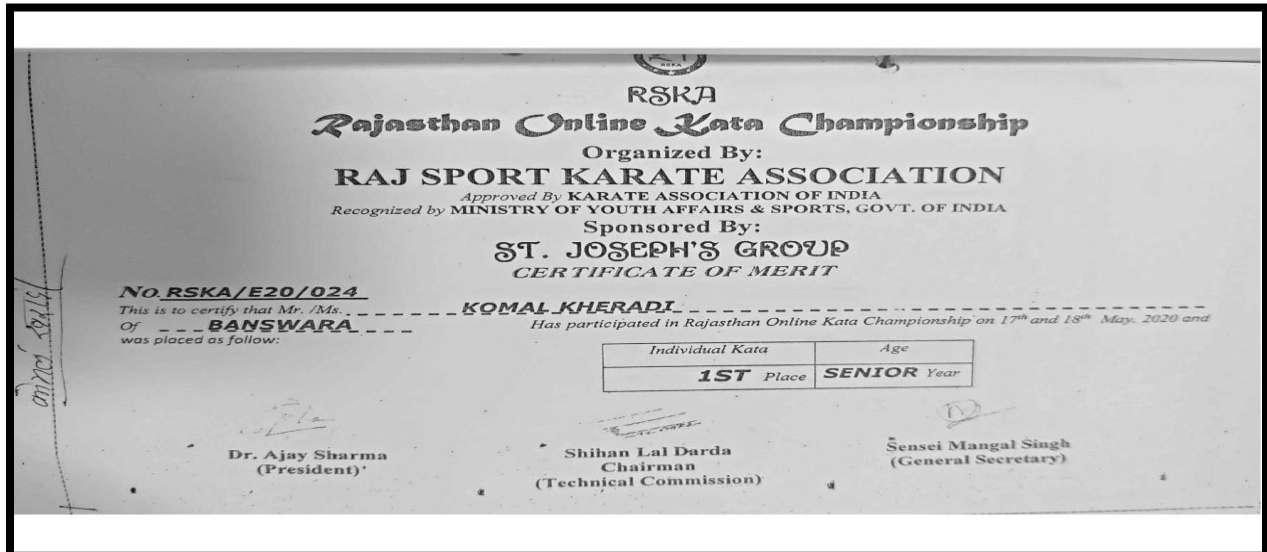 RSKA
RSKA
Rajasthan Online Kata Championship
Organized By:
RAJ SPORT KARATE ASSOCIATION
Approved By KARATE ASSOCIATION OF INDIA
Recognized by MINISTRY OF YOUTH AFFAIRS & SPORTS, GOVT. OF INDIA
Sponsored By:
ST. JOSEPH'S GROUP
CERTIFICATE OF MERIT
No. RSKA/E20/024
This is to certify that Mr. /Ms. KOMAL KHERADI
Of BANSWARA Has participated in Rajasthan Online Kata Championship on 17th and 18th May. 2020 and
was placed as follow:
Individual Kata Age
1ST Place SENIOR Year
Dr. Ajay Sharma
(President)
Shihan Lal Darda
Chairman
(Technical Commission)
Sensei Mangal Singh
(General Secretary)